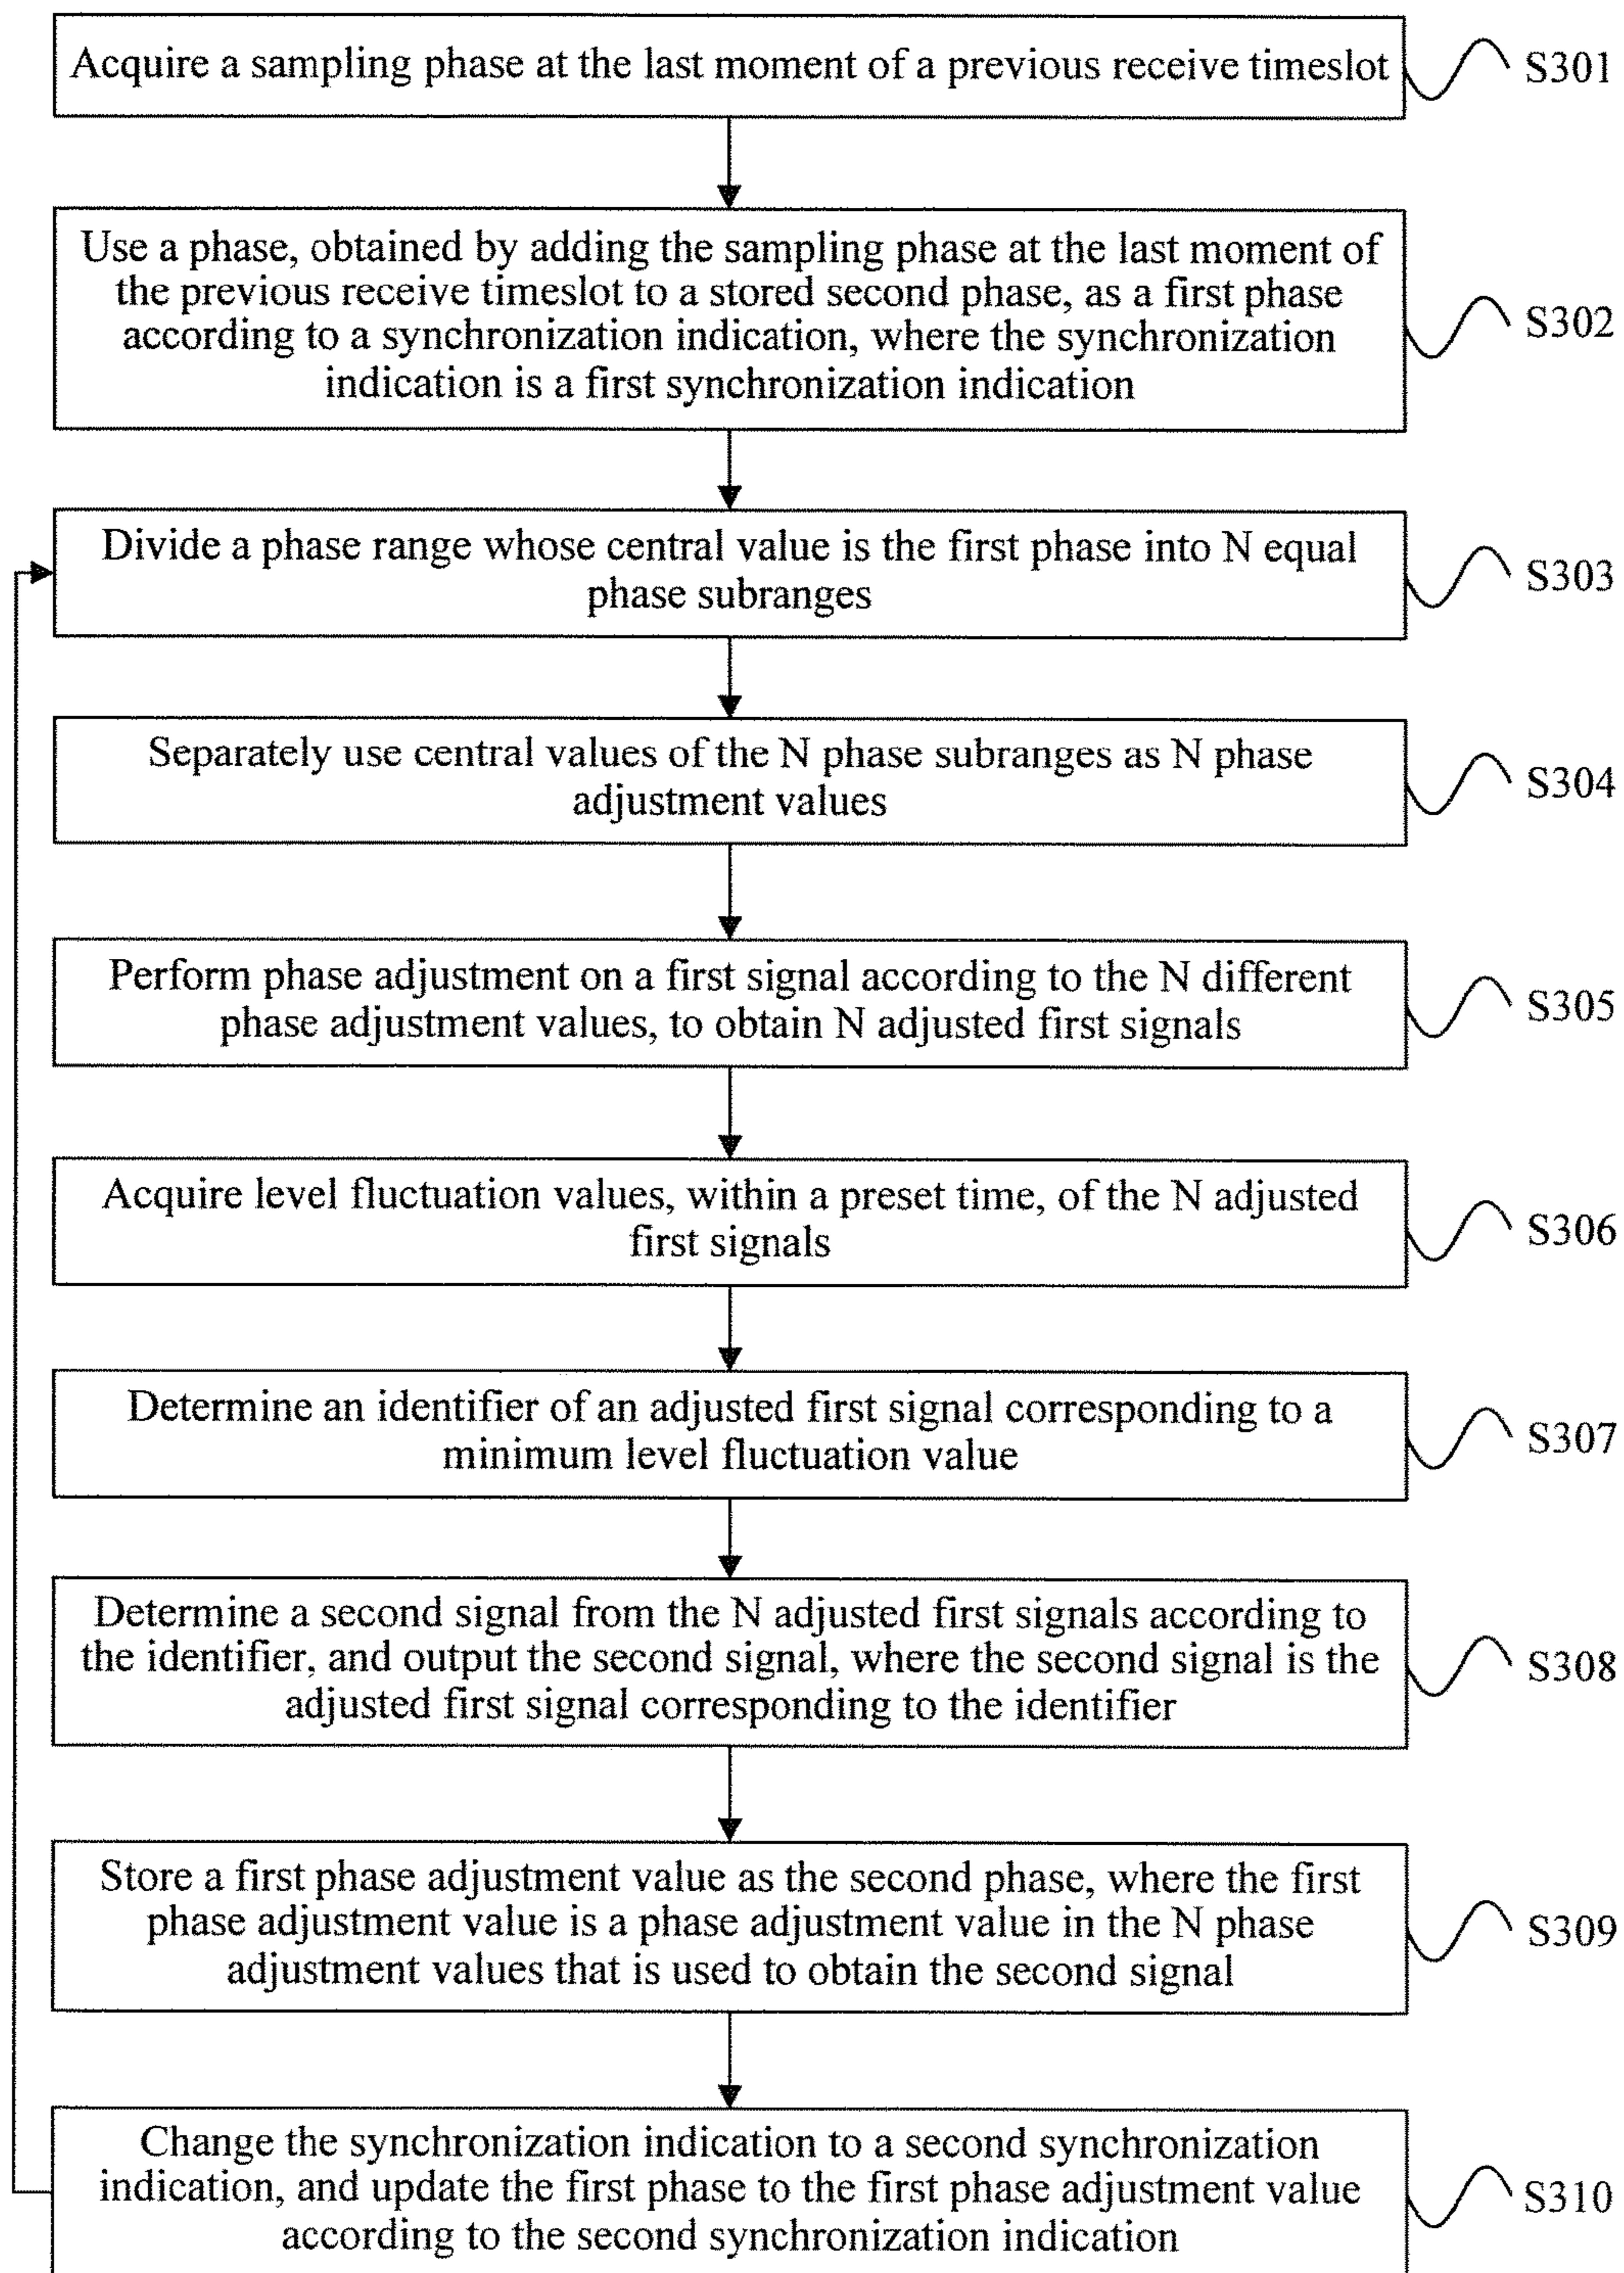 Acquire a sampling phase at the last moment of a previous receive timeslot
S301
Use a phase, obtained by adding the sampling phase at the last moment of
the previous receive timeslot to a stored second phase, as a first phase
according to a synchronization indication, where the synchronization
indication is a first synchronization indication
S302
Divide a phase range whose central value is the first phase into N equal
phase subranges
S303
Separately use central values of the N phase subranges as N phase
adjustment values
S304
Perform phase adjustment on a first signal according to the N different
phase adjustment values, to obtain N adjusted first signals
S305
Acquire level fluctuation values, within a preset time, of the N adjusted
first signals
S306
Determine an identifier of an adjusted first signal corresponding to a
minimum level fluctuation value
S307
Determine a second signal from the N adjusted first signals according to
the identifier, and output the second signal, where the second signal is the
adjusted first signal corresponding to the identifier
S308
Store a first phase adjustment value as the second phase, where the first
phase adjustment value is a phase adjustment value in the N phase
adjustment values that is used to obtain the second signal
S309
Change the synchronization indication to a second synchronization
indication, and update the first phase to the first phase adjustment value
according to the second synchronization indication
S310